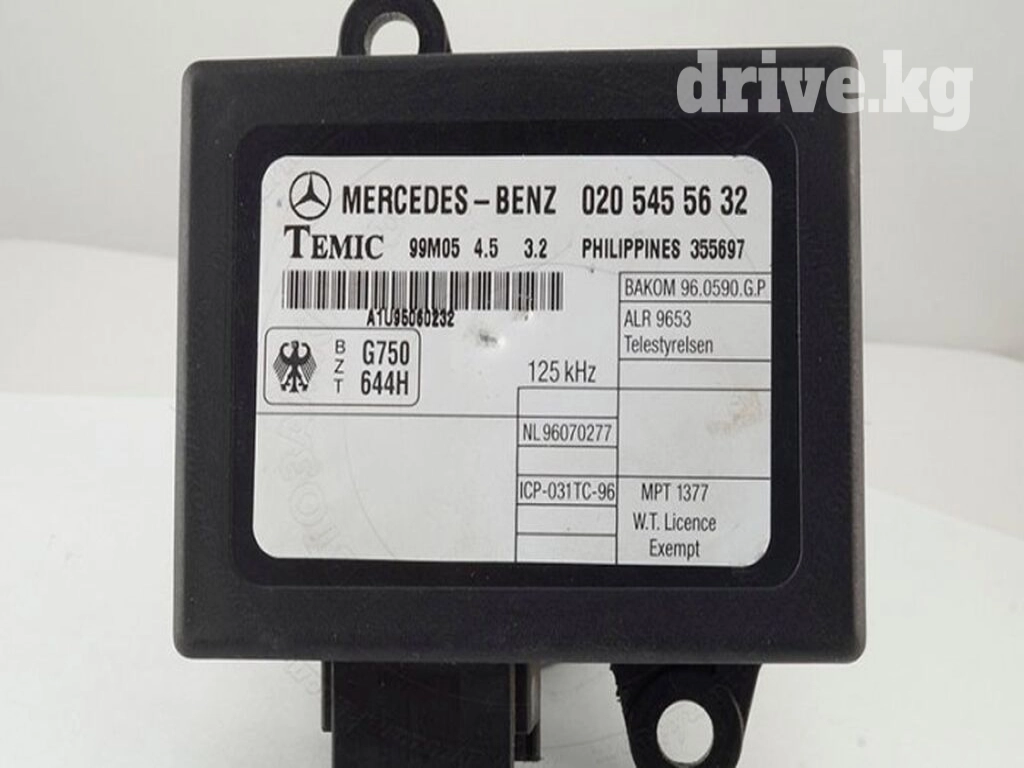 drive.kg
MERCEDES-BENZ 020 545 56 32
TEMIC 99M05 4.5 3.2 PHILIPPINES 355697
A1U95060232
BZT
G750
644H
125 kHz
BAKOM 96.0590.G.P
ALR 9653
Telestyrelsen
NL 96070277
ICP-031TC-96
MPT 1377
W.T. Licence
Exempt